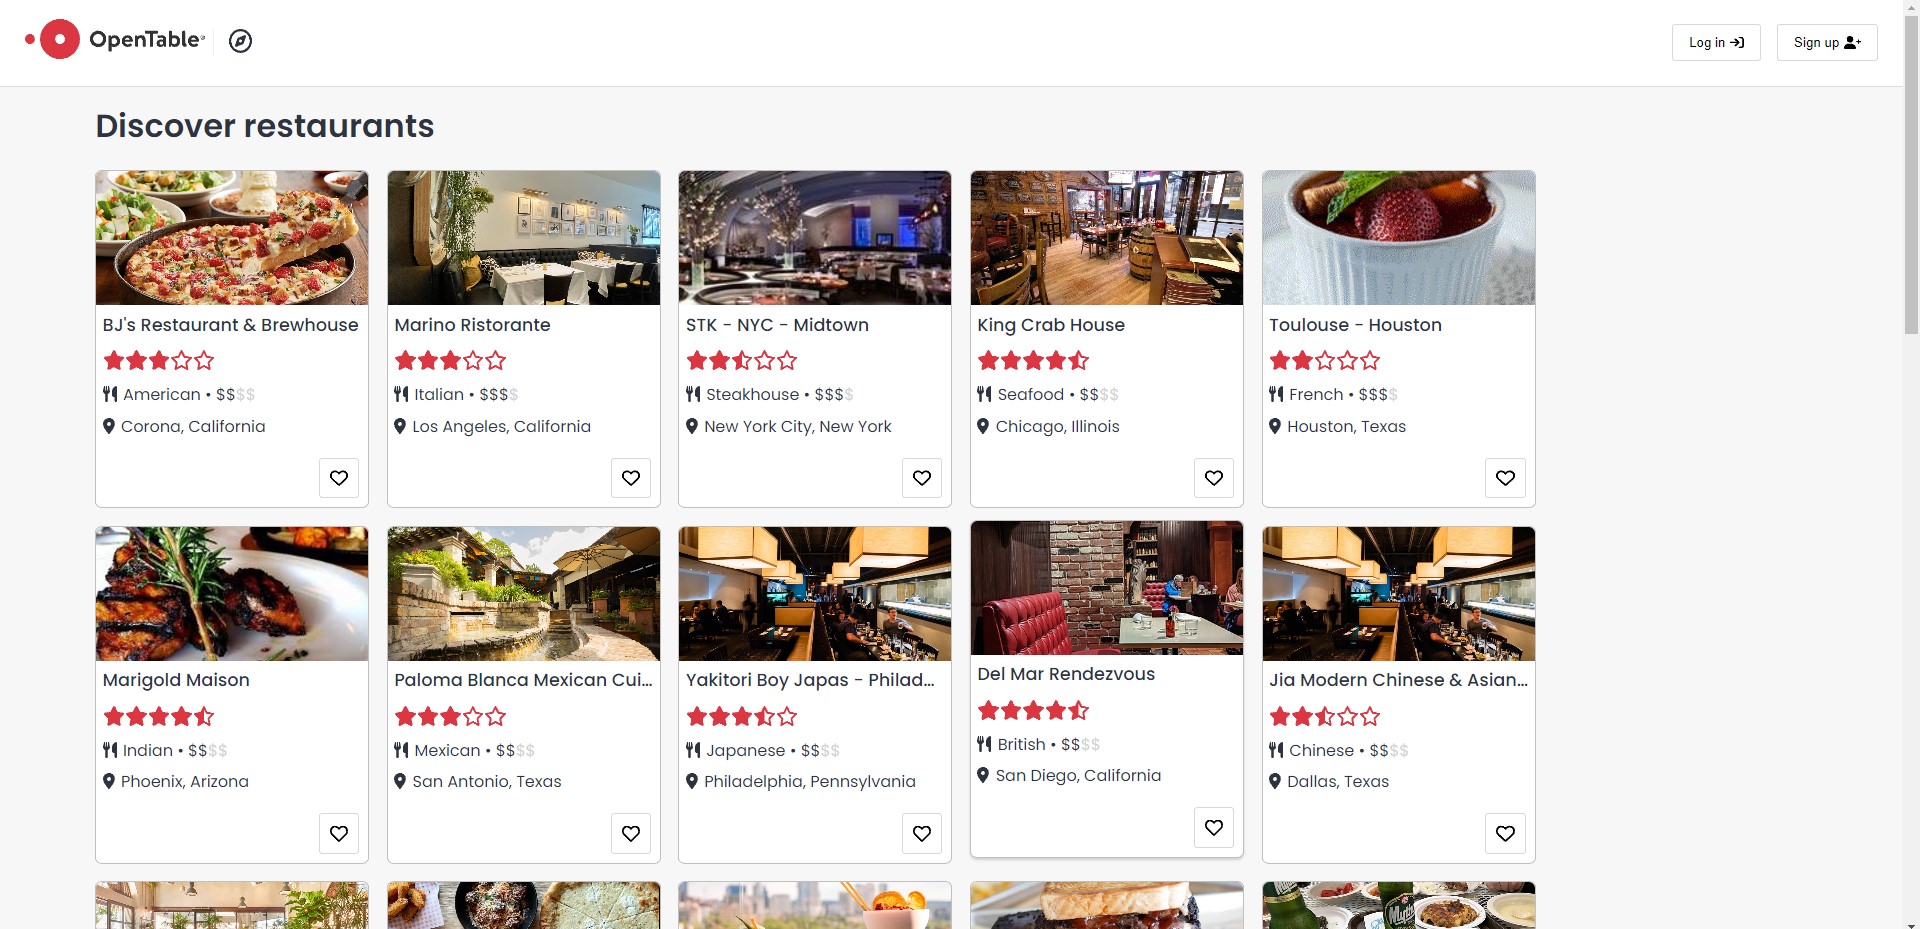 OpenTable
Log in
Sign up
Discover restaurants
BJ's Restaurant & Brewhouse
American • $$$$
Corona, California
Marino Ristorante
Italian • $$$$
Los Angeles, California
STK - NYC - Midtown
Steakhouse • $$$$
New York City, New York
King Crab House
Seafood • $$$$
Chicago, Illinois
Toulouse - Houston
French • $$$$
Houston, Texas
Marigold Maison
Indian • $$$$
Phoenix, Arizona
Paloma Blanca Mexican Cui...
Mexican • $$$$
San Antonio, Texas
Yakitori Boy Japas - Philad...
Japanese • $$$$
Philadelphia, Pennsylvania
Del Mar Rendezvous
British • $$$$
San Diego, California
Jia Modern Chinese & Asian...
Chinese • $$$$
Dallas, Texas